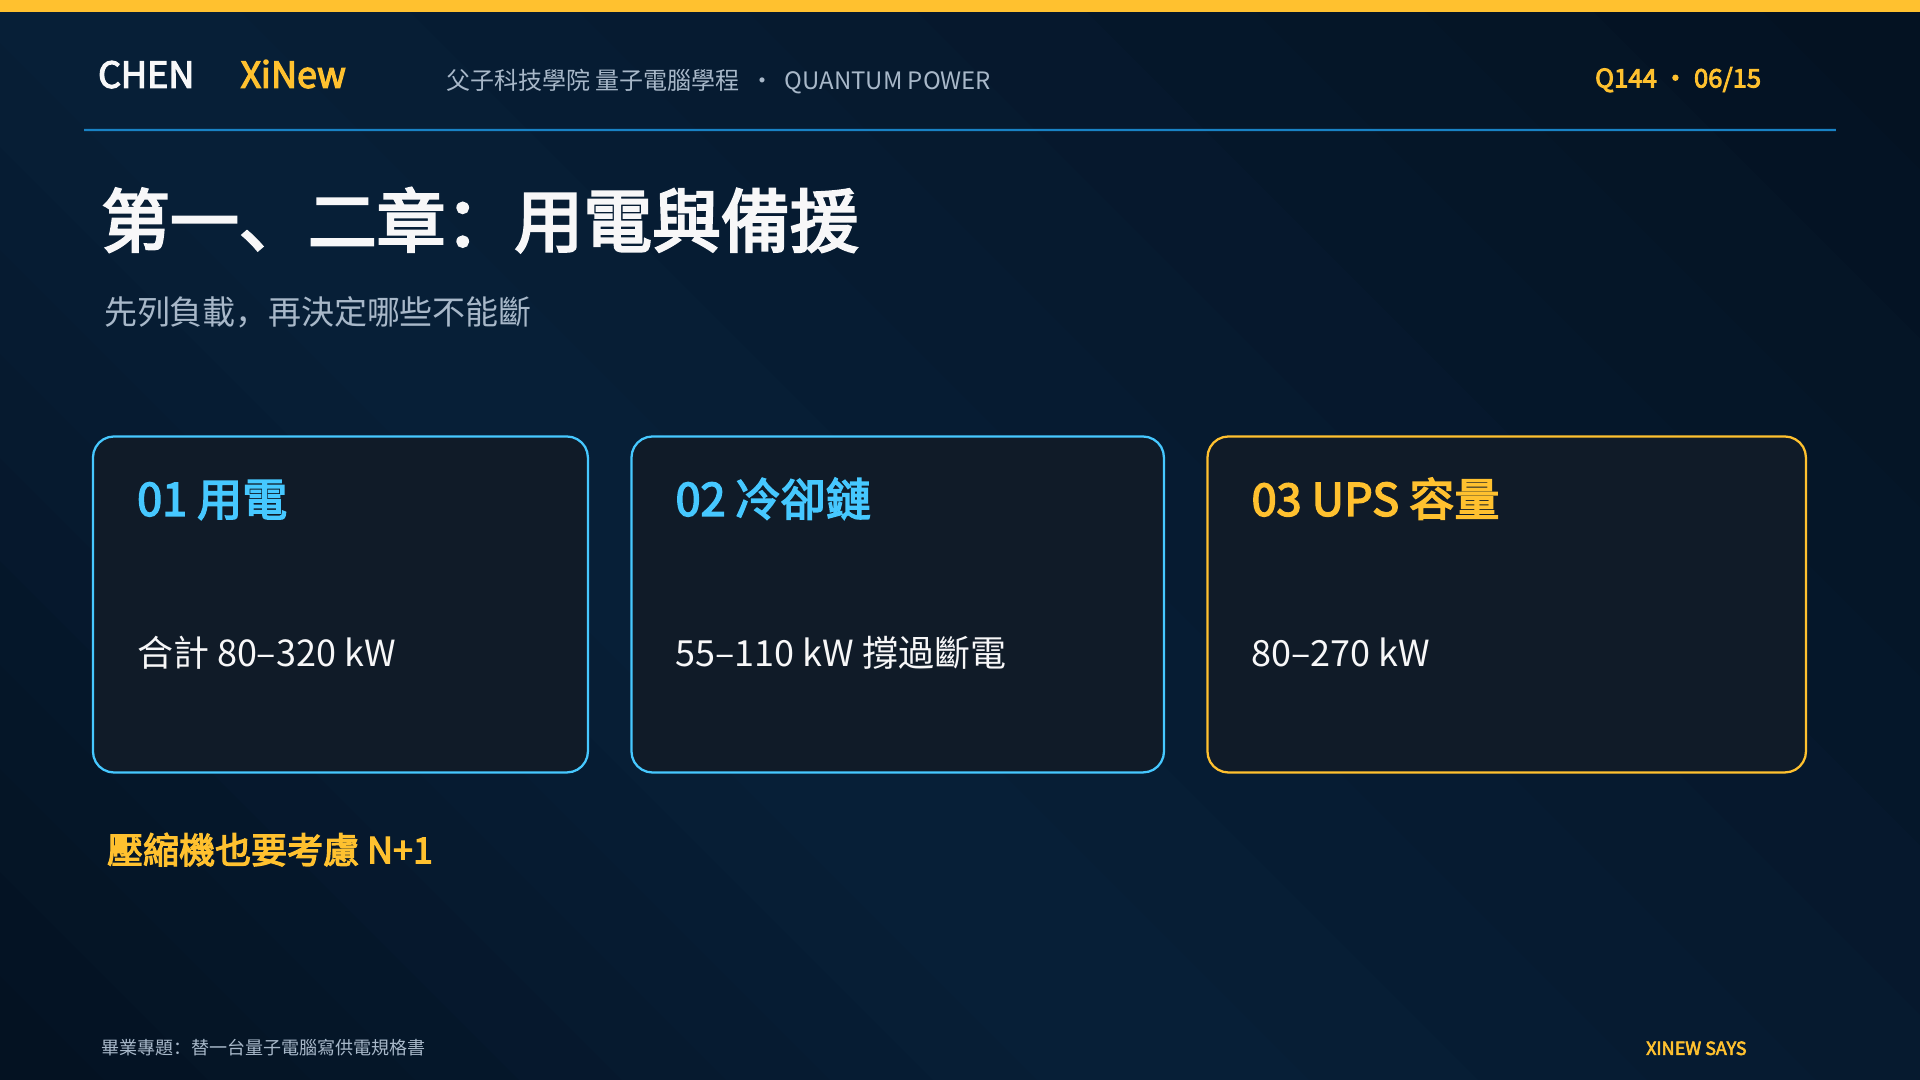 CHEN XiNew 父子科技學院 量子電腦學程 · QUANTUM POWER Q144 · 06/15
第一、二章：用電與備援
先列負載，再決定哪些不能斷
01 用電
合計 80–320 kW
02 冷卻鏈
55–110 kW 撐過斷電
03 UPS 容量
80–270 kW
壓縮機也要考慮 N+1
畢業專題：替一台量子電腦寫供電規格書 XINEW SAYS